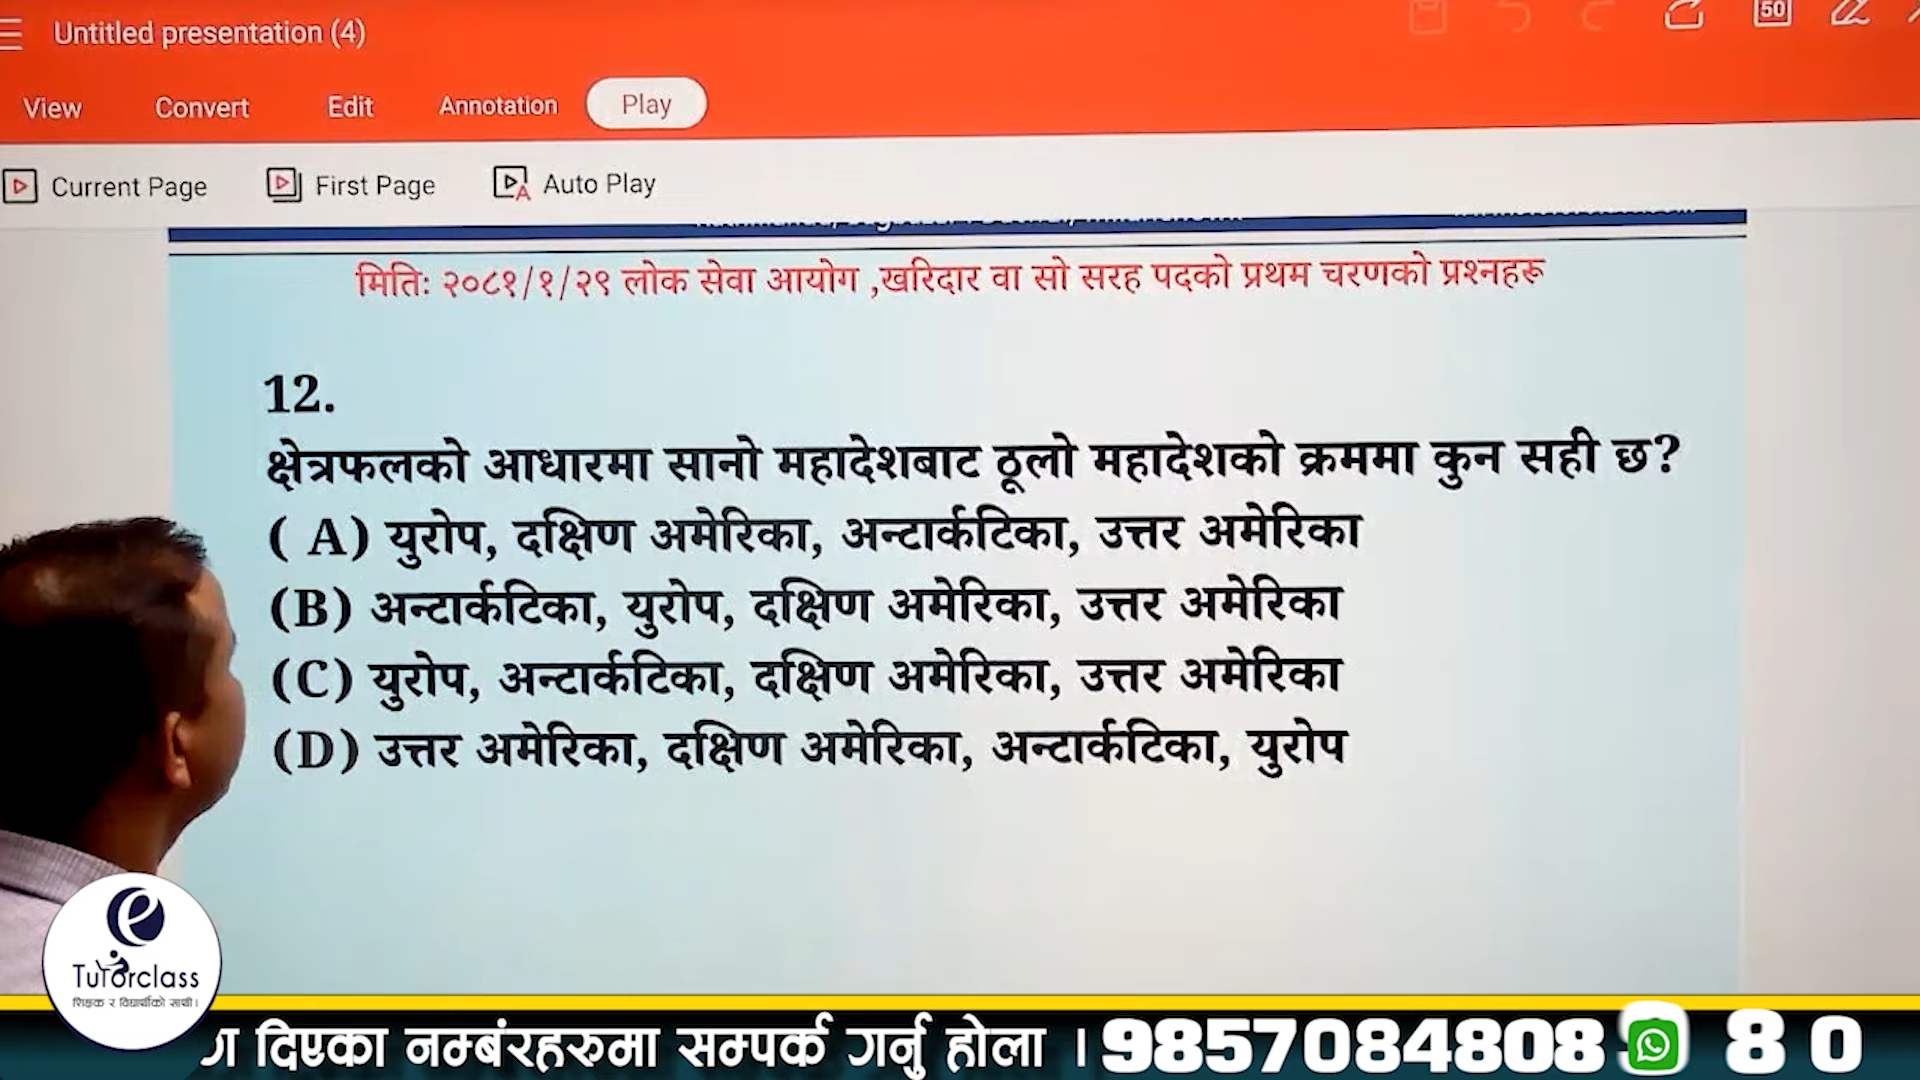 Untitled presentation (4)
50
View Convert Edit Annotation Play
Current Page First Page Auto Play
मिति: २०८१/१/२९ लोक सेवा आयोग ,खरिदार वा सो सरह पदको प्रथम चरणको प्रश्नहरू
12.
क्षेत्रफलको आधारमा सानो महादेशबाट ठूलो महादेशको क्रममा कुन सही छ?
( A) युरोप, दक्षिण अमेरिका, अन्टार्कटिका, उत्तर अमेरिका
(B) अन्टार्कटिका, युरोप, दक्षिण अमेरिका, उत्तर अमेरिका
(C) युरोप, अन्टार्कटिका, दक्षिण अमेरिका, उत्तर अमेरिका
(D) उत्तर अमेरिका, दक्षिण अमेरिका, अन्टार्कटिका, युरोप
e
Tutorclass
शिक्षक र विद्यार्थीको साथी।
दिएका नम्बंरहरुमा सम्पर्क गर्नु होला । 9857084808 80